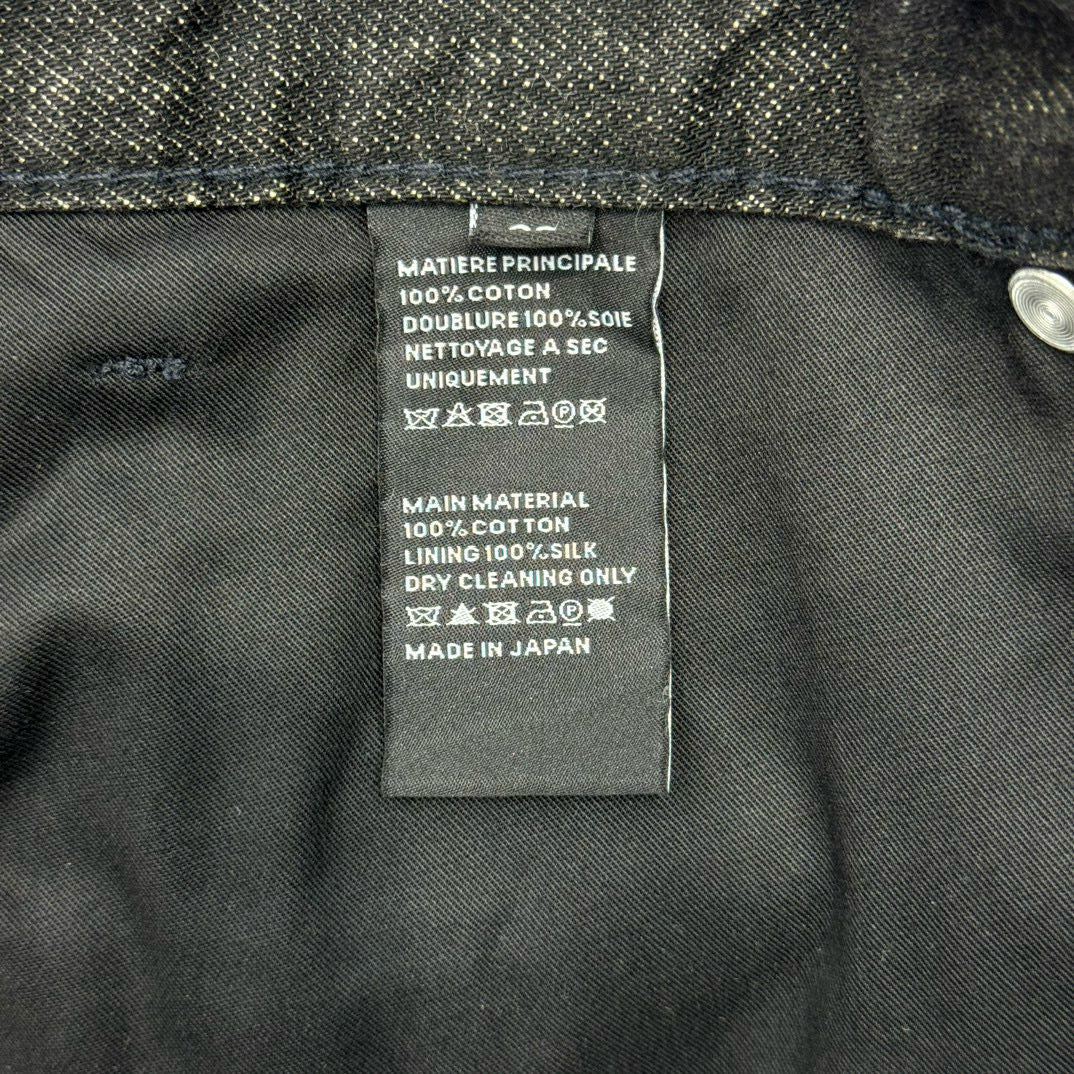 MATIERE PRINCIPALE
100% COTON
DOUBLURE 100% SOIE
NETTOYAGE A SEC
UNIQUEMENT
P
MAIN MATERIAL
100% COTTON
LINING 100% SILK
DRY CLEANING ONLY
P
MADE IN JAPAN